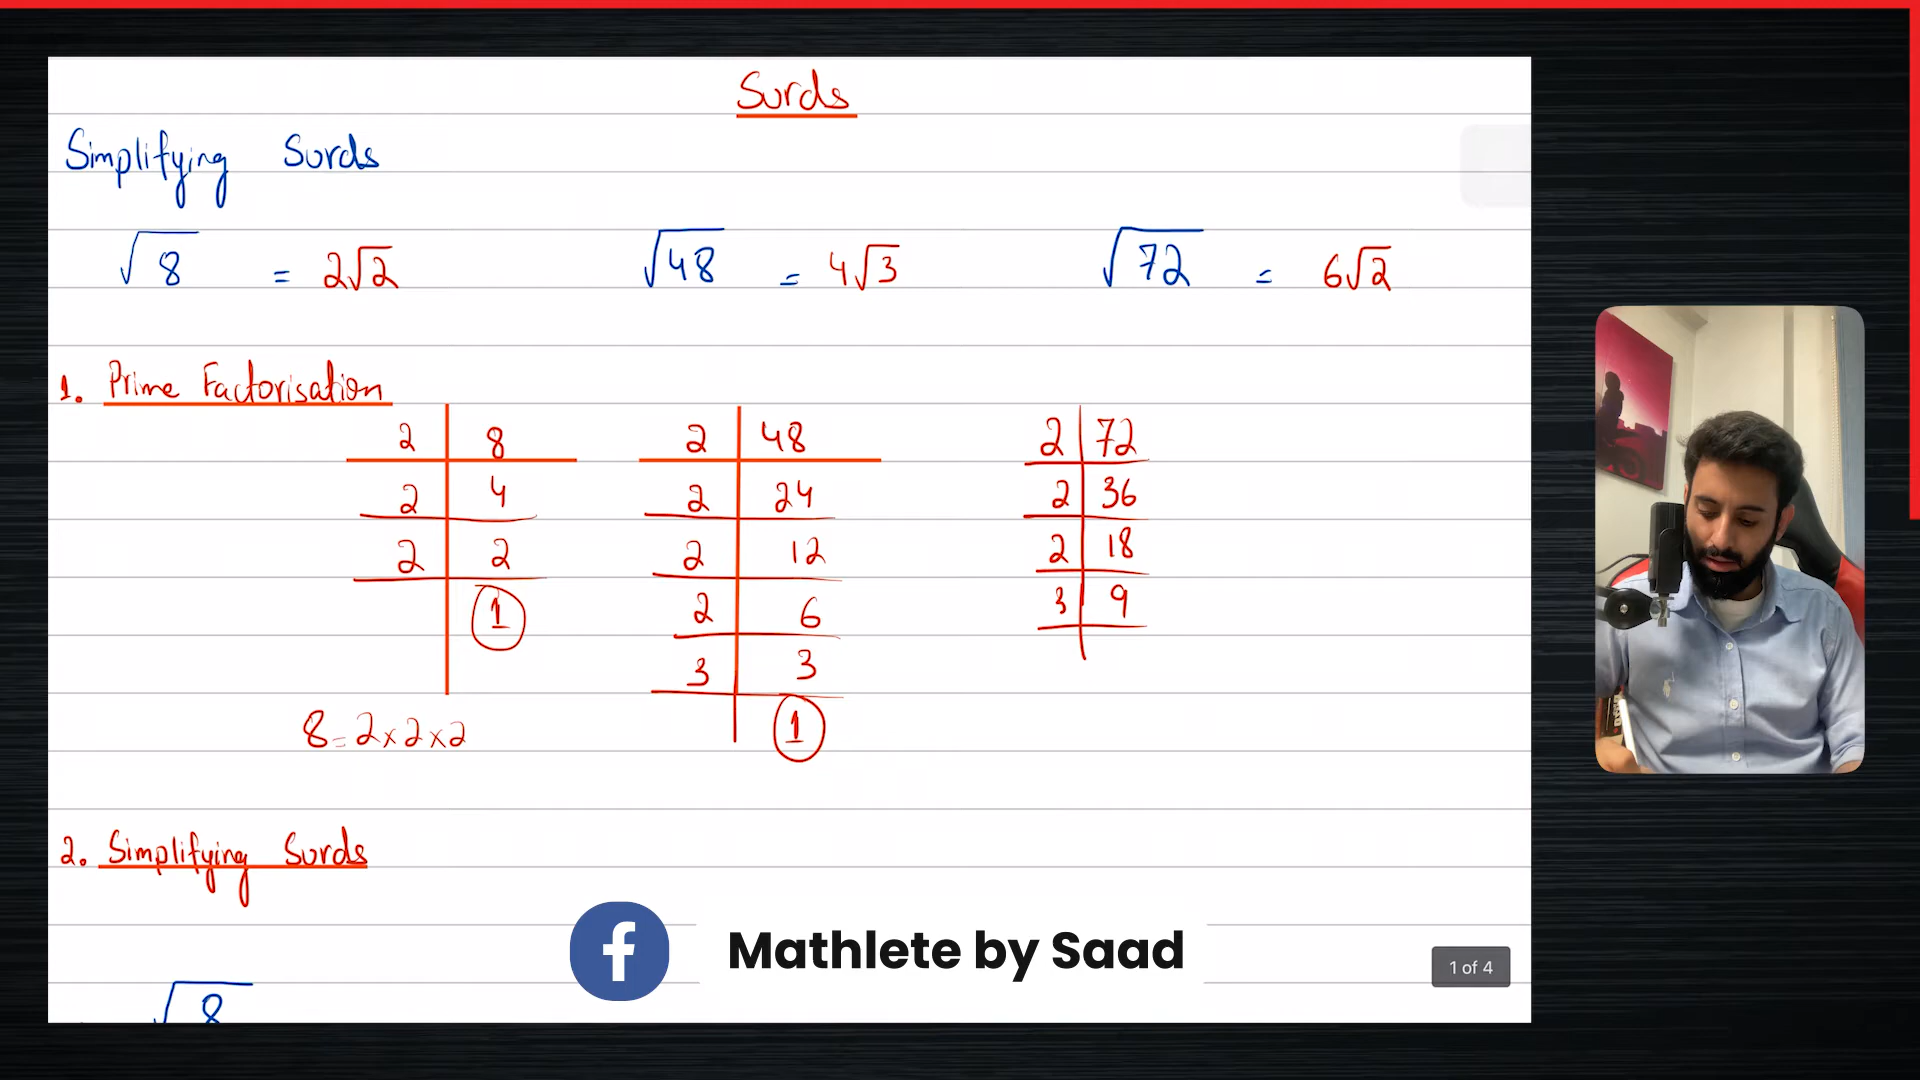 Surds
Simplifying Surds
√8 = 2√2
√48 = 4√3
√72 = 6√2
1. Prime Factorisation
2 | 8
2 | 4
2 | 2
1
8 = 2 × 2 × 2
2 | 48
2 | 24
2 | 12
2 | 6
3 | 3
1
2 | 72
2 | 36
2 | 18
3 | 9
2. Simplifying Surds
√8
f Mathlete by Saad
1 of 4